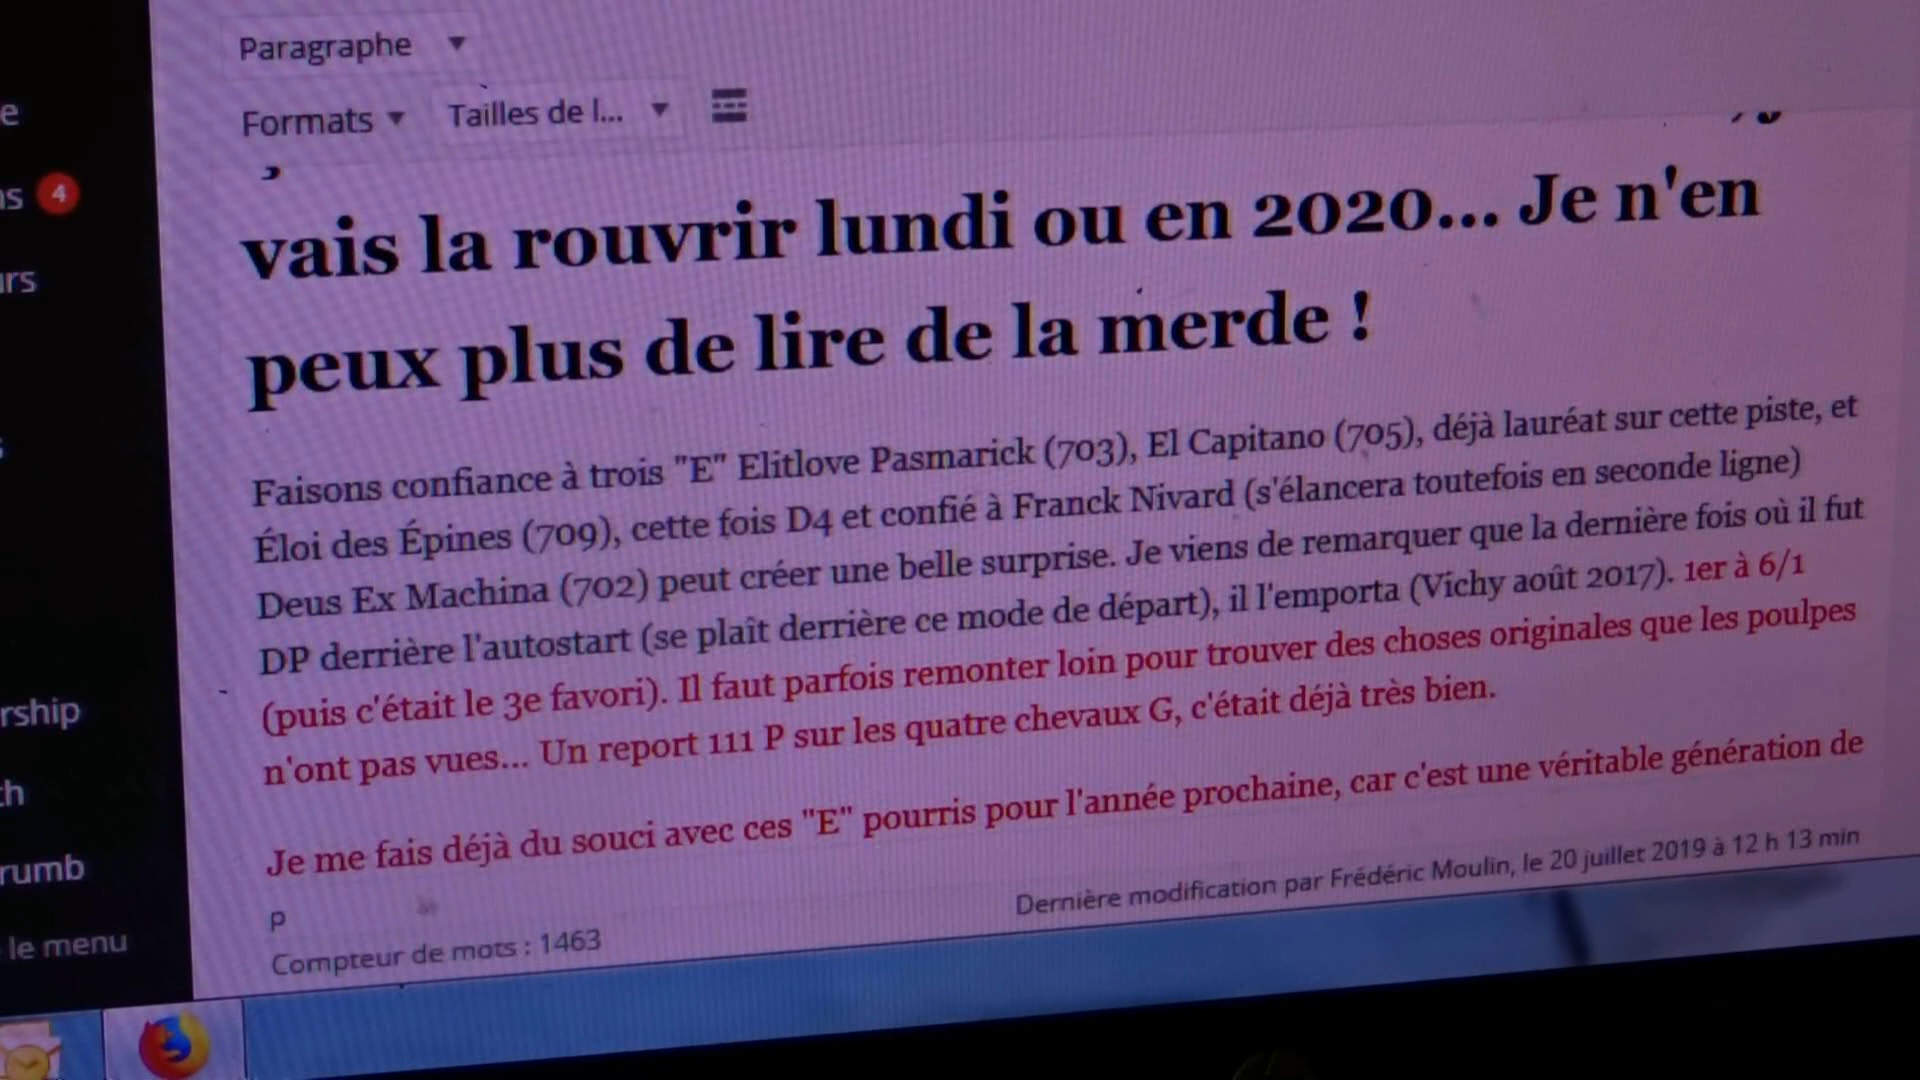 Paragraphe
Formats
Tailles de l...
e
ns 4
urs
vais la rouvrir lundi ou en 2020... Je n'en
peux plus de lire de la merde !
Faisons confiance à trois "E" Elitlove Pasmarick (703), El Capitano (705), déjà lauréat sur cette piste, et
Éloi des Épines (709), cette fois D4 et confié à Franck Nivard (s'élancera toutefois en seconde ligne)
Deus Ex Machina (702) peut créer une belle surprise. Je viens de remarquer que la dernière fois où il fut
DP derrière l'autostart (se plaît derrière ce mode de départ), il l'emporta (Vichy août 2017). 1er à 6/1
(puis c'était le 3e favori). Il faut parfois remonter loin pour trouver des choses originales que les poulpes
n'ont pas vues... Un report 111 P sur les quatre chevaux G, c'était déjà très bien.
Je me fais déjà du souci avec ces "E" pourris pour l'année prochaine, car c'est une véritable génération de
rship
ch
rumb
le menu
P
Compteur de mots : 1463
Dernière modification par Frédéric Moulin, le 20 juillet 2019 à 12 h 13 min